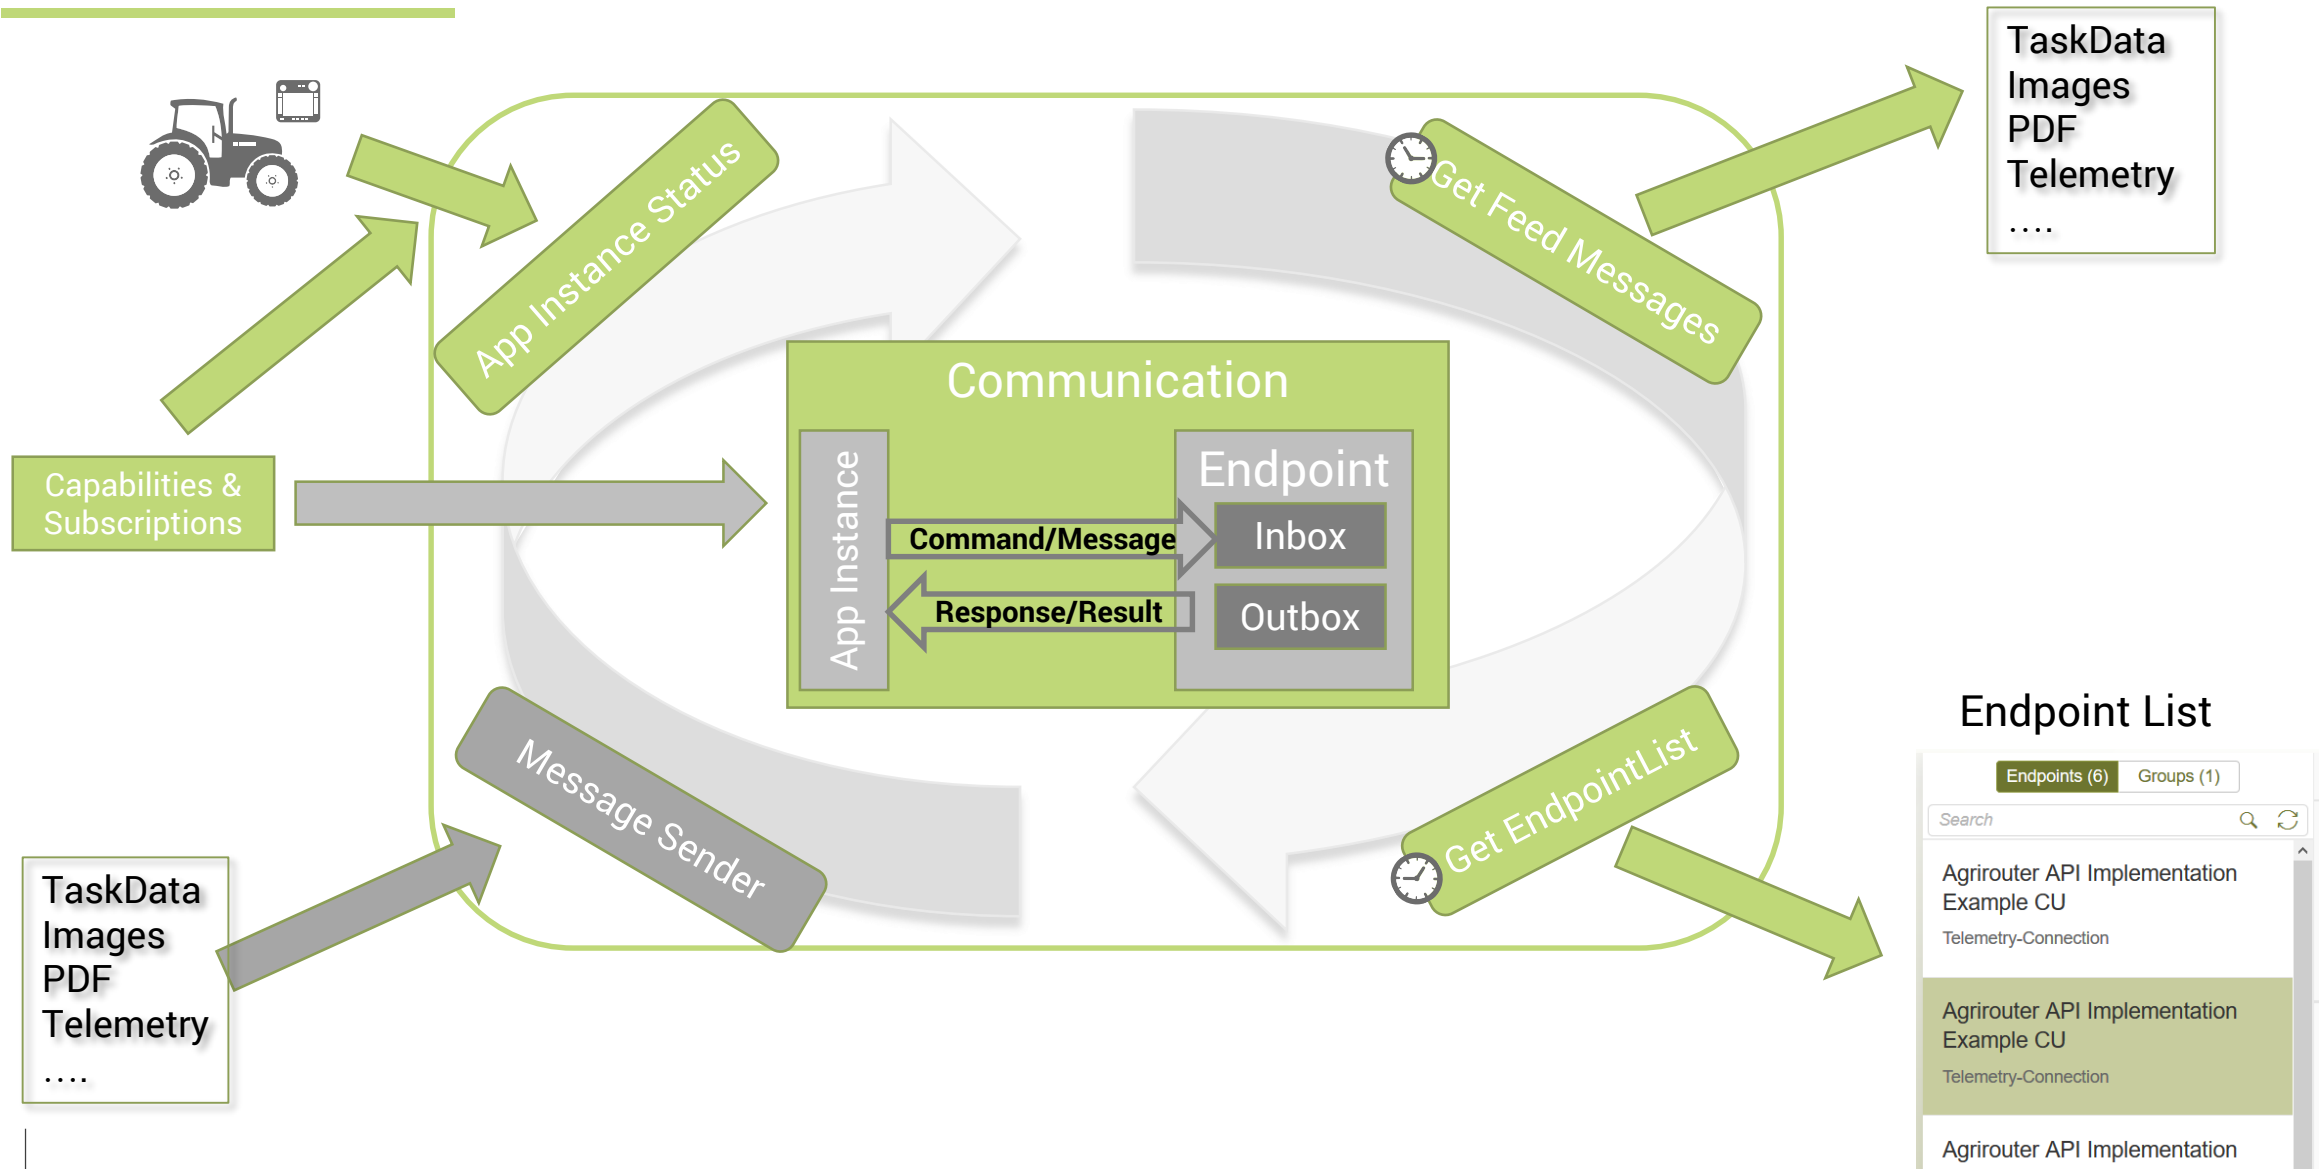 TaskData
Images
PDF
Telemetry
....
App Instance Status
Get Feed Messages
Communication
App Instance
Endpoint
Command/Message
Inbox
Response/Result
Outbox
Capabilities &
Subscriptions
Message Sender
Get EndpointList
TaskData
Images
PDF
Telemetry
....
Endpoint List
Endpoints (6)
Groups (1)
Search
Agrirouter API Implementation
Example CU
Telemetry-Connection
Agrirouter API Implementation
Example CU
Telemetry-Connection
Agrirouter API Implementation